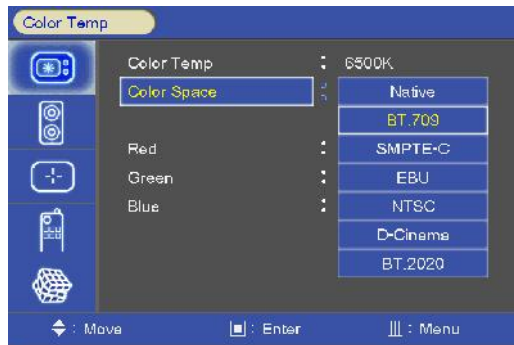 Color Temp
Color Temp : 6500K
Color Space : Native
BT.709
Red : SMPTE-C
Green : EBU
Blue : NTSC
D-Cinema
BT.2020
: Move : Enter : Menu